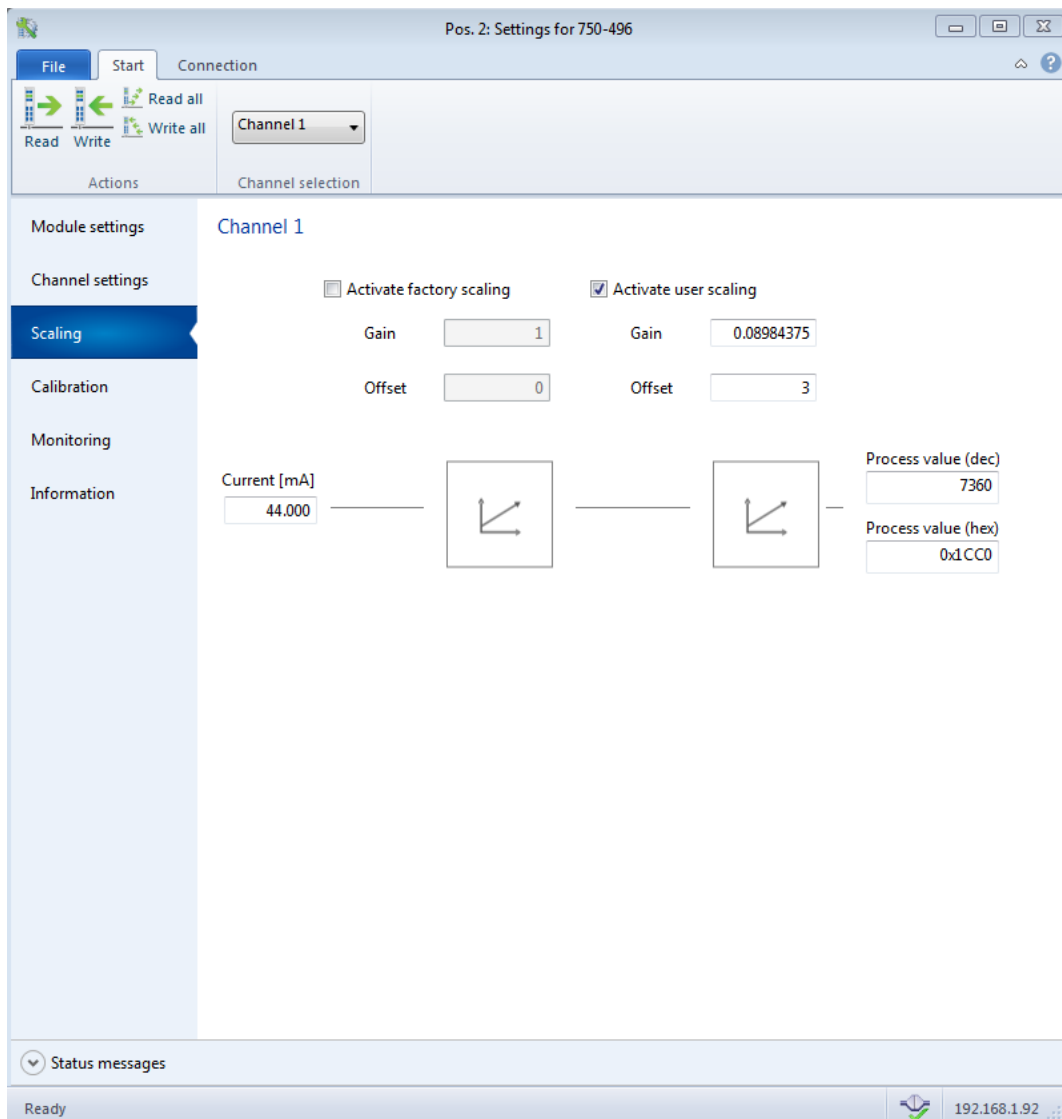 Pos. 2: Settings for 750-496
File Start Connection
Read all
Write all
Read Write
Channel 1
Actions Channel selection
Module settings
Channel settings
Scaling
Calibration
Monitoring
Information
Channel 1
Activate factory scaling Activate user scaling
Gain 1 Gain 0.08984375
Offset 0 Offset 3
Current [mA]
44.000
Process value (dec)
7360
Process value (hex)
0x1CC0
Status messages
Ready 192.168.1.92